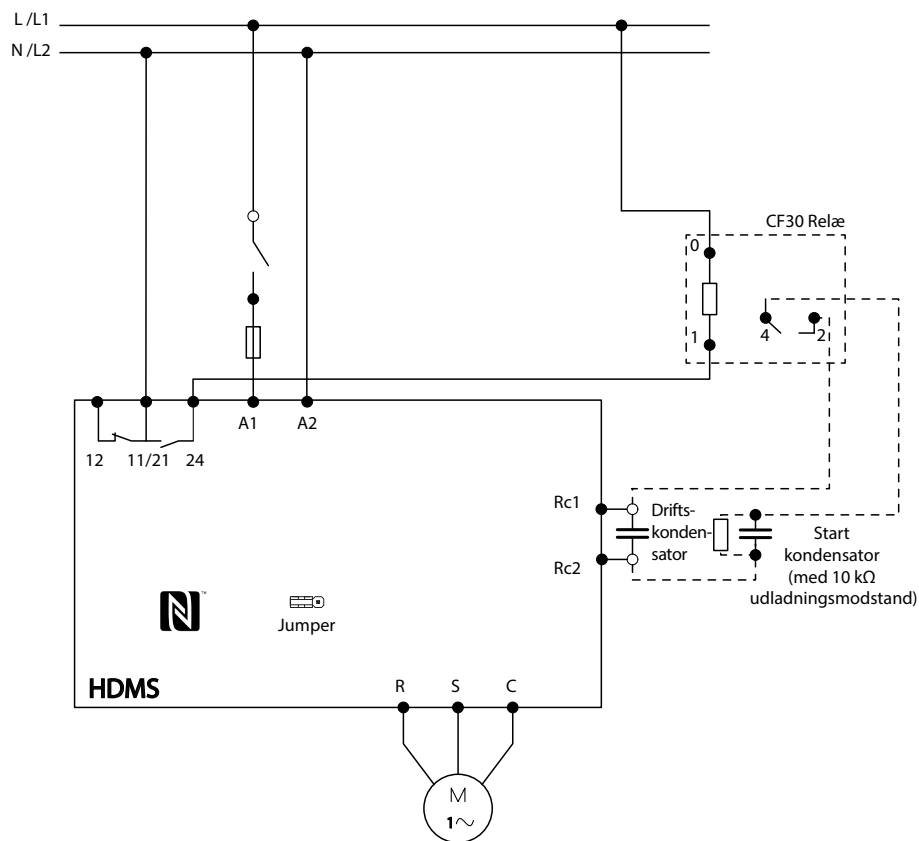 L /L1
N /L2
CF30 Relæ
0
4
2
1
A1
A2
12
11/21
24
Rc1
Drifts-
konden-
sator
Start
kondensator
(med 10 kΩ
udladningsmodstand)
Rc2
N™
Jumper
HDMS
R
S
C
M
1~